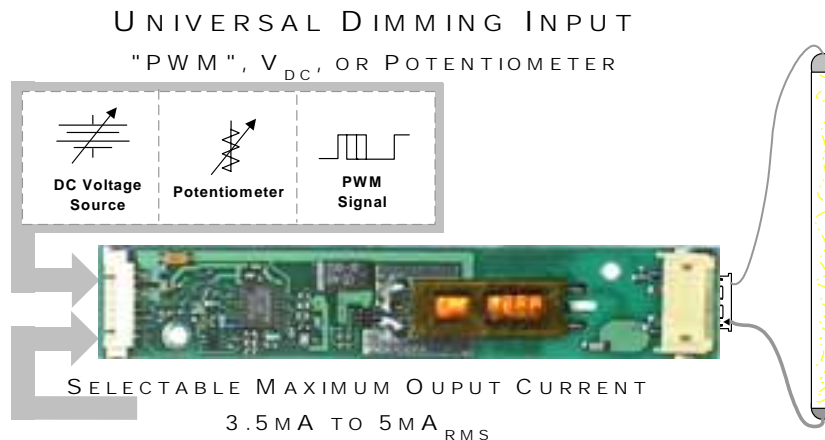 UNIVERSAL DIMMING INPUT
"PWM", VDC, OR POTENTIOMETER
DC Voltage
Source
Potentiometer
PWM
Signal
SELECTABLE MAXIMUM OUPUT CURRENT
3.5MA TO 5MARMS